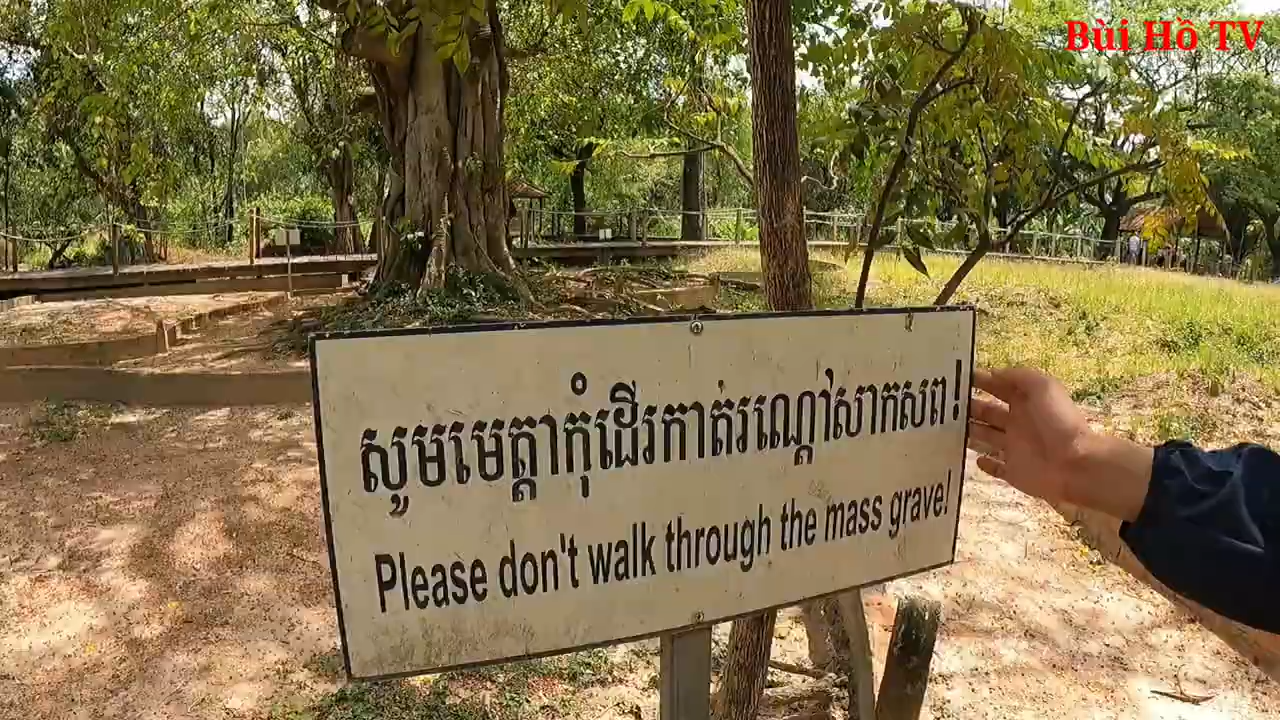 Bùi Hồ TV
សូមមេត្តាកុំដើរកាត់រណ្ដៅសាកសព!
Please don't walk through the mass grave!